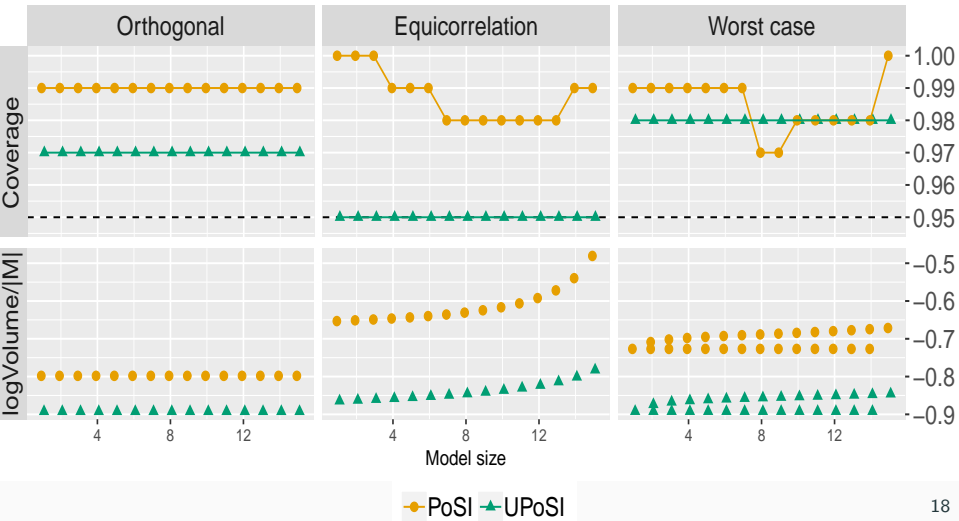 Orthogonal Equicorrelation Worst case
Coverage
1.00
0.99
0.98
0.97
0.96
0.95
logVolume/|M|
−0.5
−0.6
−0.7
−0.8
−0.9
4 8 12 4 8 12 4 8 12
Model size
PoSI UPoSI
18